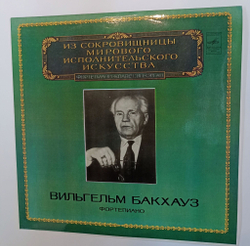 ИЗ СОКРОВИЩНИЦЫ
МИРОВОГО
ИСПОЛНИТЕЛЬСКОГО
ИСКУССТВА
ВИЛЬГЕЛЬМ БАКХАУЗ
ФОРТЕПИАНО